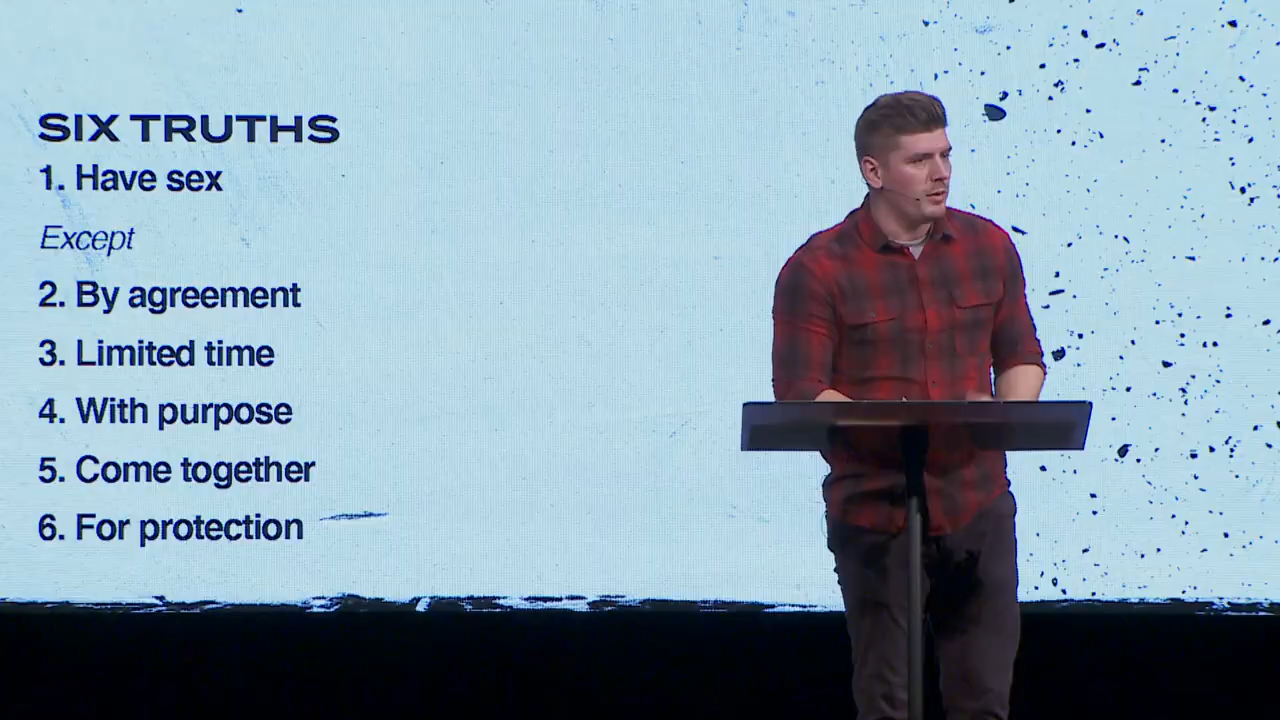 SIX TRUTHS
1. Have sex
Except
2. By agreement
3. Limited time
4. With purpose
5. Come together
6. For protection